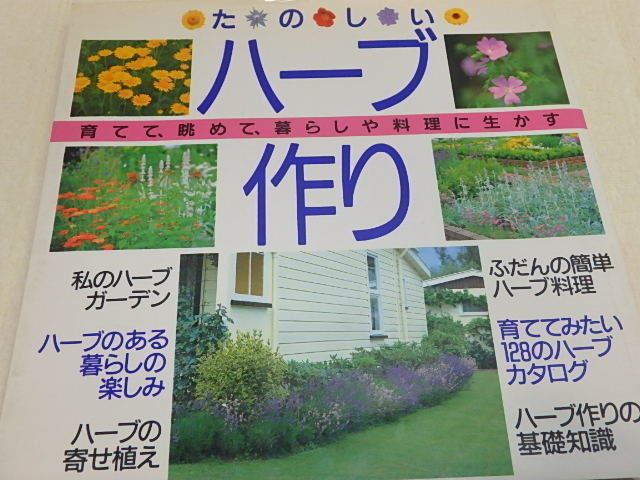 たのしい
ハーブ
育てて、眺めて、暮らしや料理に生かす
作り
私のハーブ
ガーデン
ハーブのある
暮らしの
楽しみ
ハーブの
寄せ植え
ふだんの簡単
ハーブ料理
育ててみたい
128のハーブ
カタログ
ハーブ作りの
基礎知識